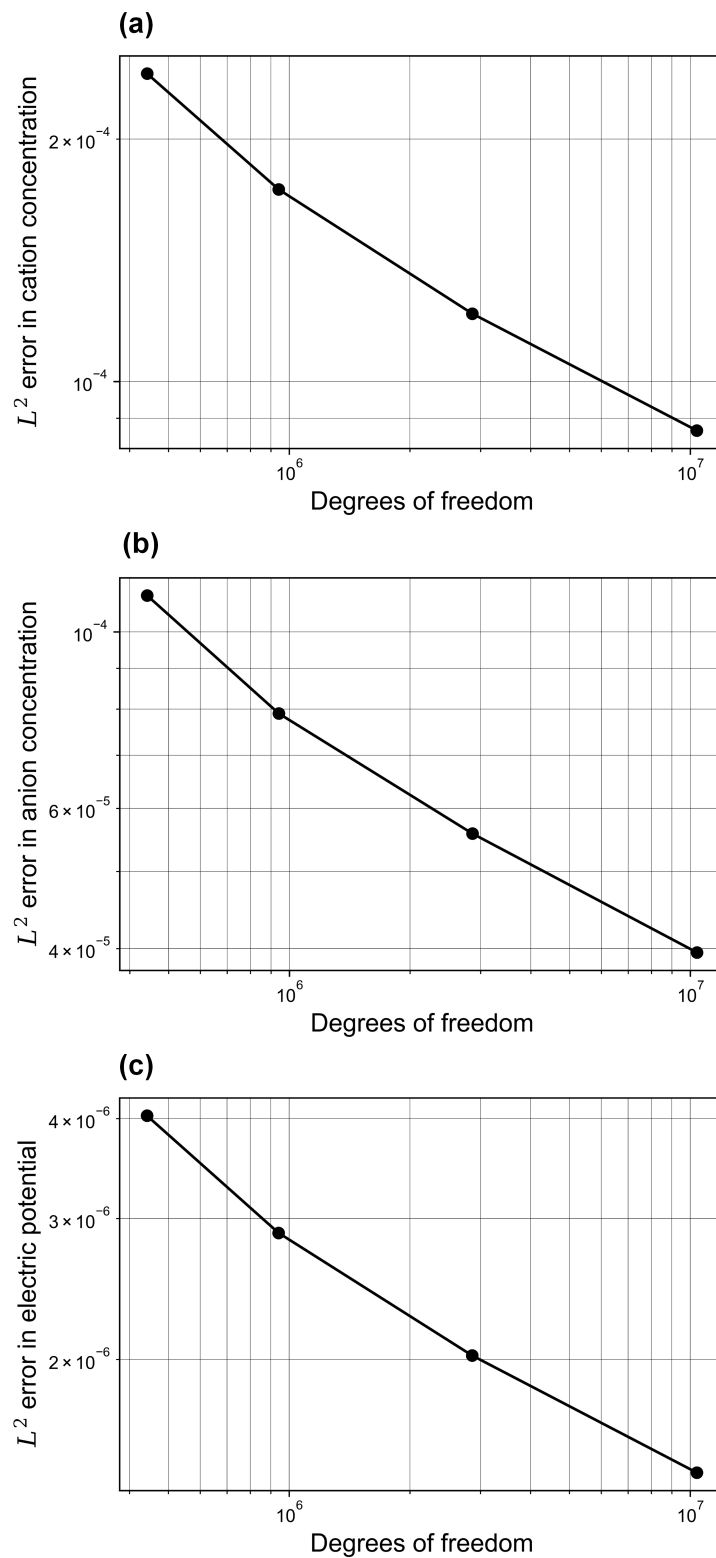 (a)
L² error in cation concentration
2 × 10⁻⁴
10⁻⁴
10⁶
10⁷
Degrees of freedom
(b)
L² error in anion concentration
10⁻⁴
6 × 10⁻⁵
4 × 10⁻⁵
10⁶
10⁷
Degrees of freedom
(c)
L² error in electric potential
4 × 10⁻⁶
3 × 10⁻⁶
2 × 10⁻⁶
10⁶
10⁷
Degrees of freedom